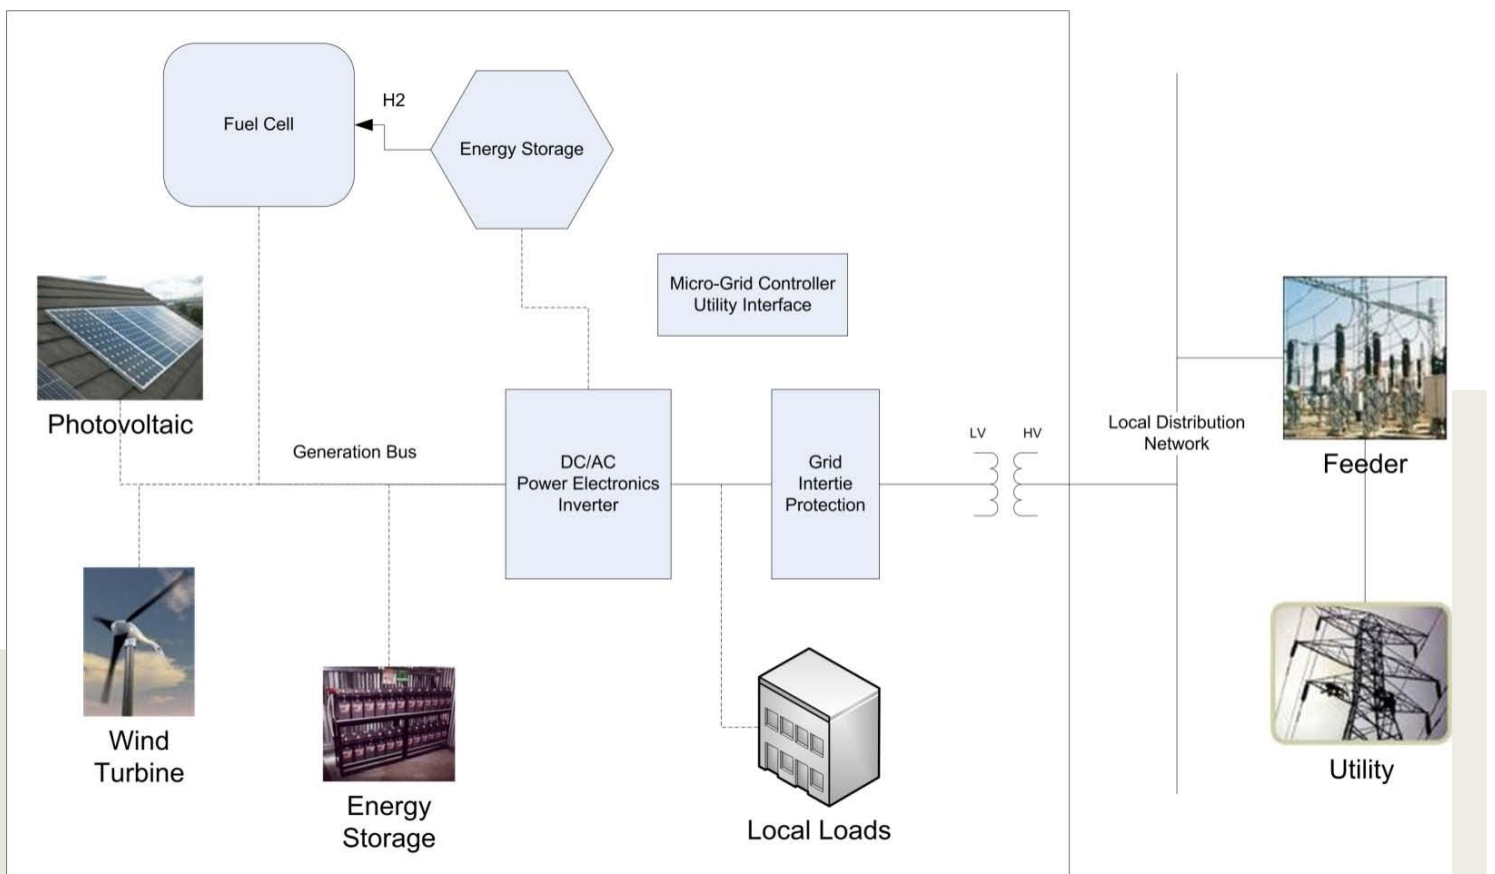 H2
Fuel Cell
Energy Storage
Micro-Grid Controller
Utility Interface
Photovoltaic
Generation Bus
DC/AC
Power Electronics
Inverter
Grid
Intertie
Protection
LV
HV
Local Distribution
Network
Feeder
Wind
Turbine
Energy
Storage
Local Loads
Utility